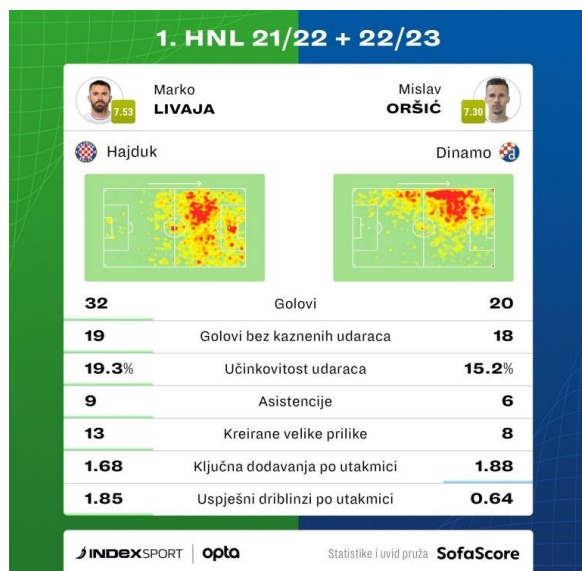 1. HNL 21/22 + 22/23
Marko
LIVAJA
7.53
Mislav
ORŠIĆ
7.30
Hajduk
Dinamo
32 Golovi 20
19 Golovi bez kaznenih udaraca 18
19.3% Učinkovitost udaraca 15.2%
9 Asistencije 6
13 Kreirane velike prilike 8
1.68 Ključna dodavanja po utakmici 1.88
1.85 Uspješni driblinzi po utakmici 0.64
INDEXSPORT | opta Statistike i uvid pruža SofaScore